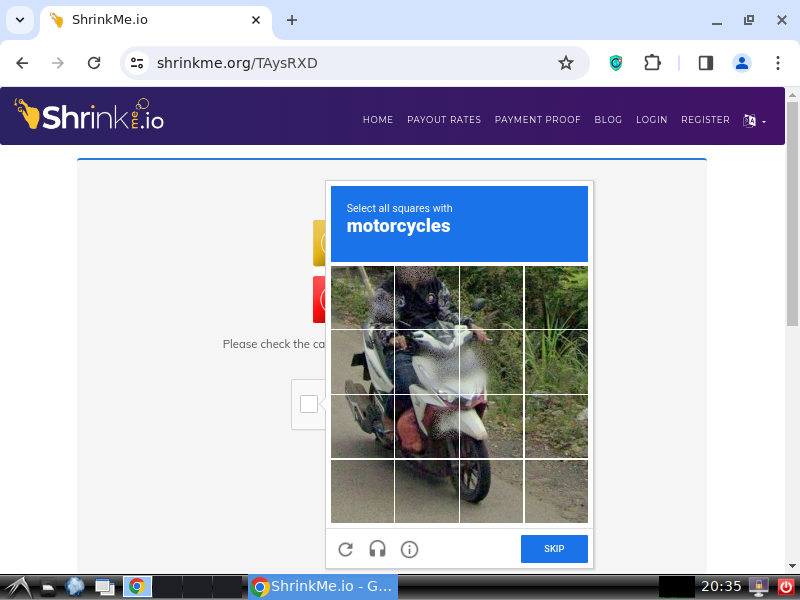 ShrinkMe.io
shrinkme.org/TAysRXD
Shrinkme.io
HOME
PAYOUT RATES
PAYMENT PROOF
BLOG
LOGIN
REGISTER
Select all squares with
motorcycles
Please check the ca
SKIP
ShrinkMe.io - G...
20:35